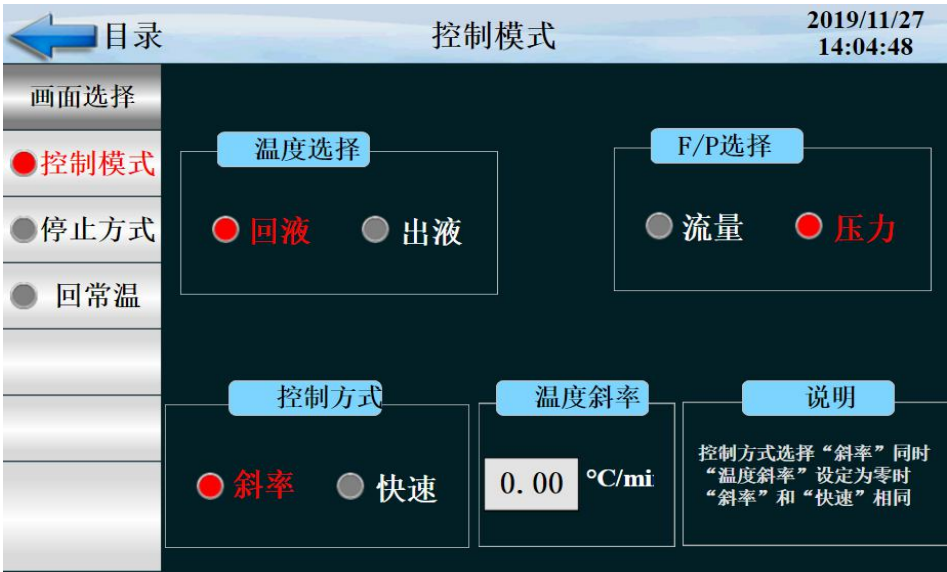 目录
控制模式
2019/11/27
14:04:48
画面选择
控制模式
停止方式
回常温
温度选择
回液
出液
F/P选择
流量
压力
控制方式
斜率
快速
温度斜率
0.00
°C/mi
说明
控制方式选择“斜率”同时
“温度斜率”设定为零时
“斜率”和“快速”相同